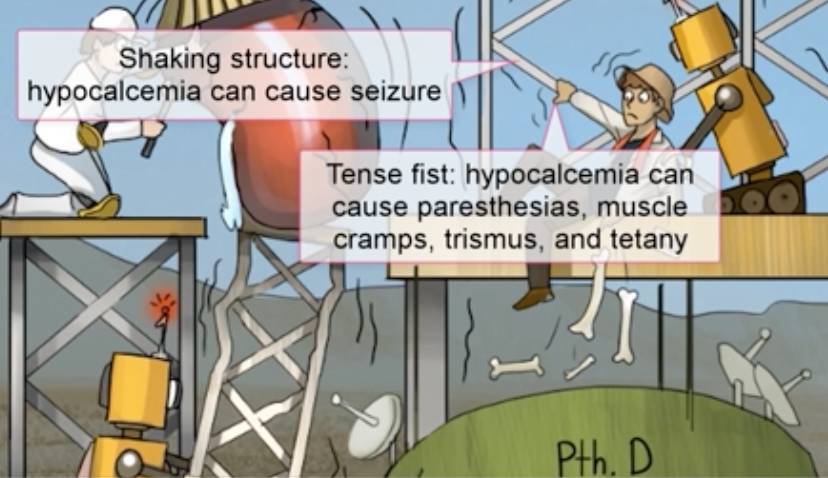 Shaking structure:
hypocalcemia can cause seizure
Tense fist: hypocalcemia can
cause paresthesias, muscle
cramps, trismus, and tetany
Pth. D